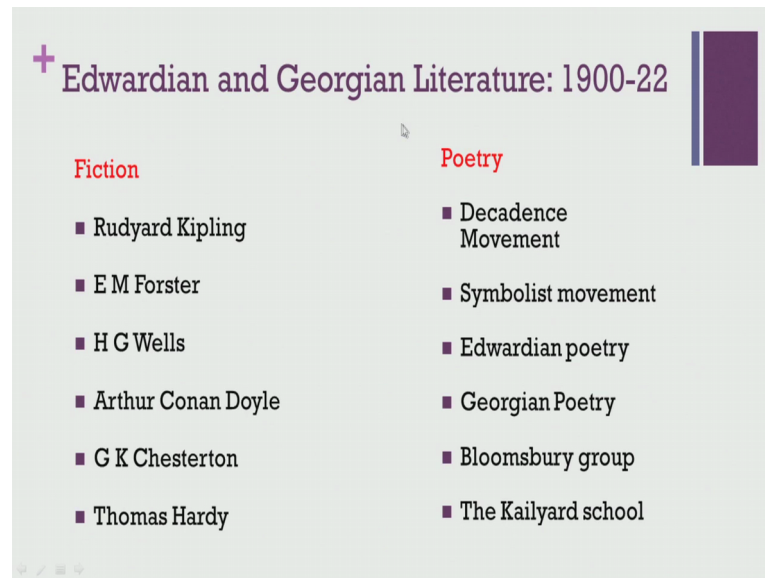 + Edwardian and Georgian Literature: 1900-22
Fiction
Rudyard Kipling
E M Forster
H G Wells
Arthur Conan Doyle
G K Chesterton
Thomas Hardy
Poetry
Decadence
Movement
Symbolist movement
Edwardian poetry
Georgian Poetry
Bloomsbury group
The Kailyard school